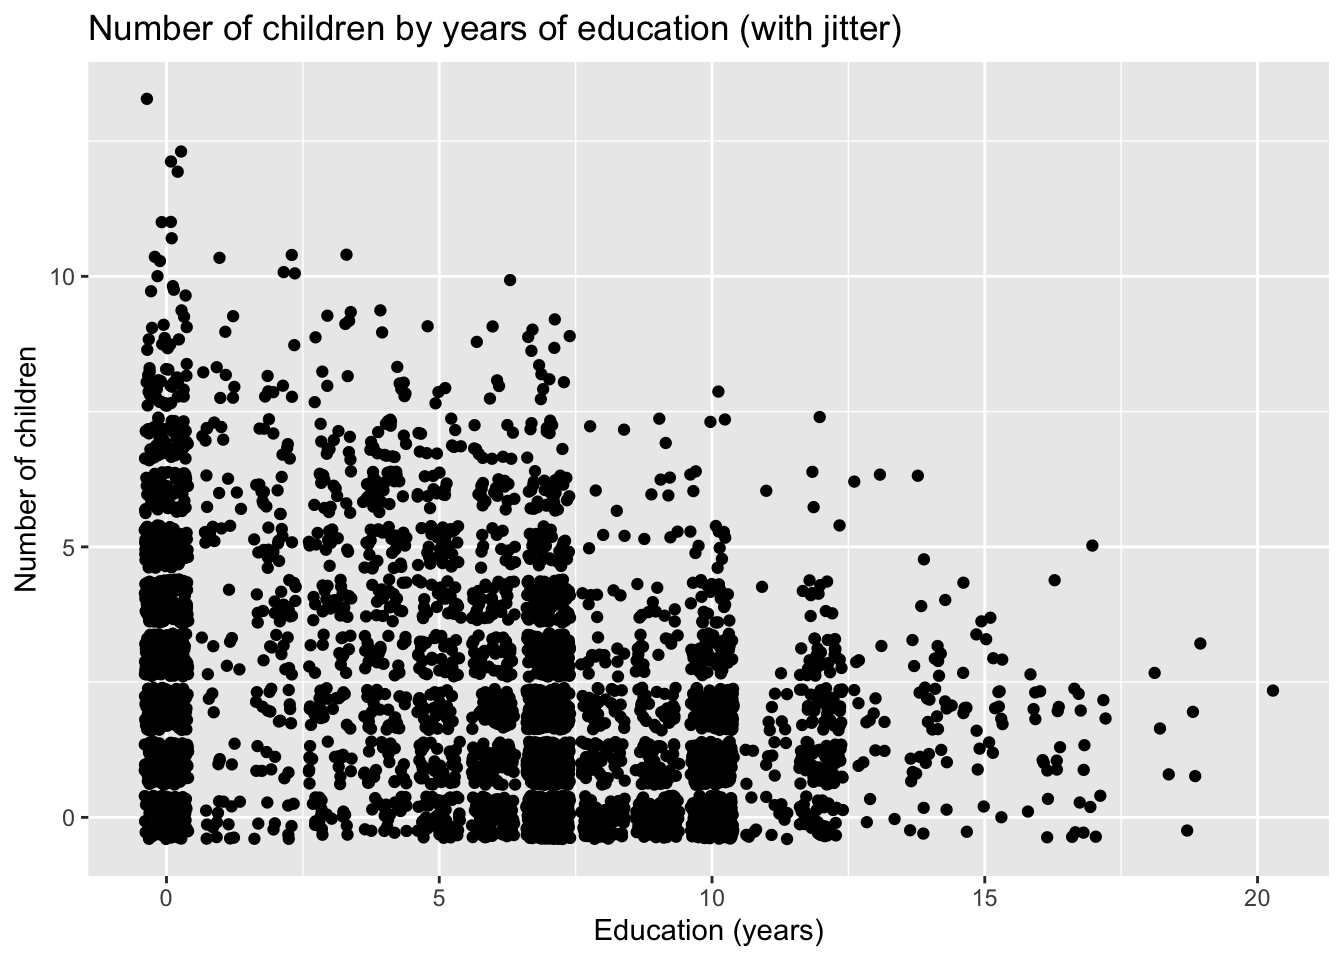 Number of children by years of education (with jitter)
Number of children
10
5
0
0 5 10 15 20
Education (years)